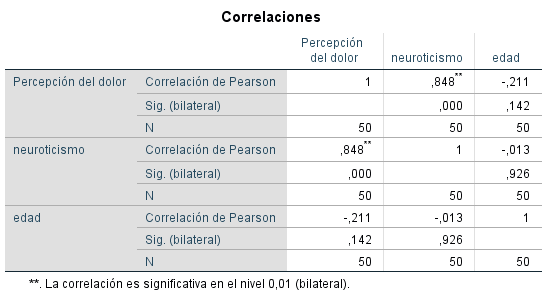 Correlaciones
Percepción del dolor neuroticismo edad
Percepción del dolor Correlación de Pearson 1 ,848** -,211
Sig. (bilateral) ,000 ,142
N 50 50 50
neuroticismo Correlación de Pearson ,848** 1 -,013
Sig. (bilateral) ,000 ,926
N 50 50 50
edad Correlación de Pearson -,211 -,013 1
Sig. (bilateral) ,142 ,926
N 50 50 50
**. La correlación es significativa en el nivel 0,01 (bilateral).